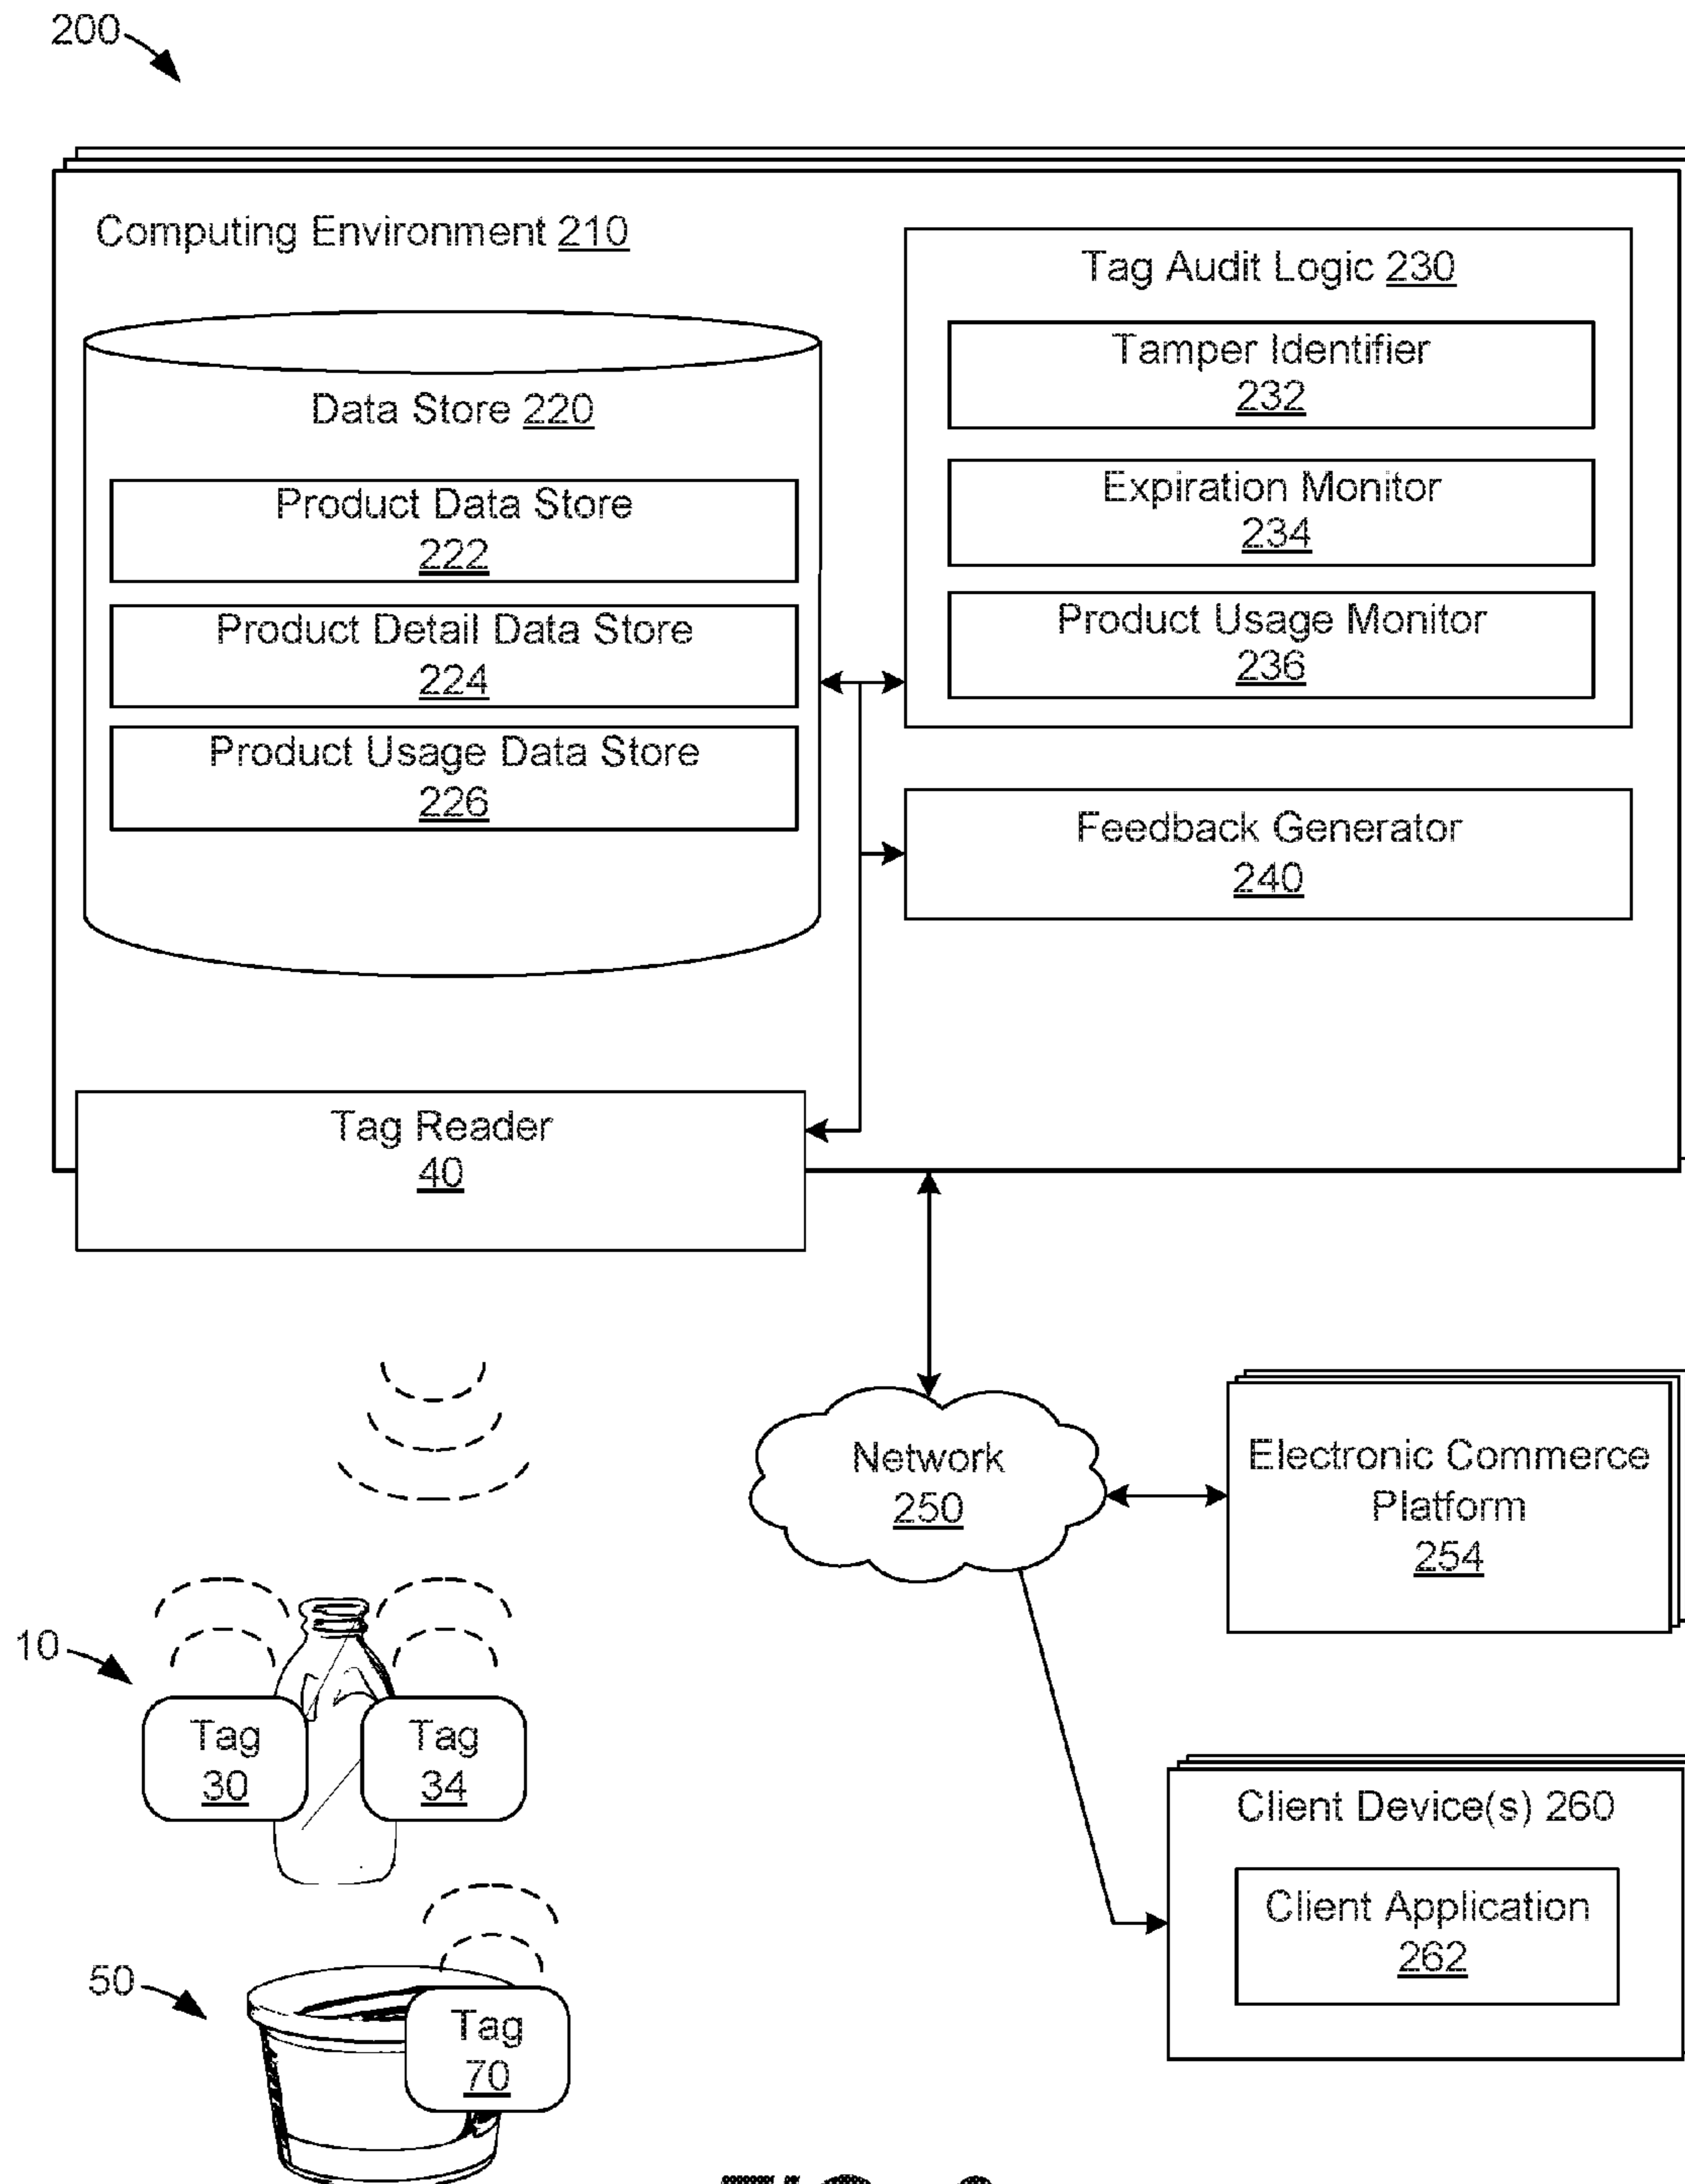 200
Computing Environment 210
Data Store 220
Product Data Store
222
Product Detail Data Store
224
Product Usage Data Store
226
Tag Audit Logic 230
Tamper Identifier
232
Expiration Monitor
234
Product Usage Monitor
236
Feedback Generator
240
Tag Reader
40
Network
250
Electronic Commerce
Platform
254
10
Tag
30
Tag
34
Client Device(s) 260
Client Application
262
50
Tag
70